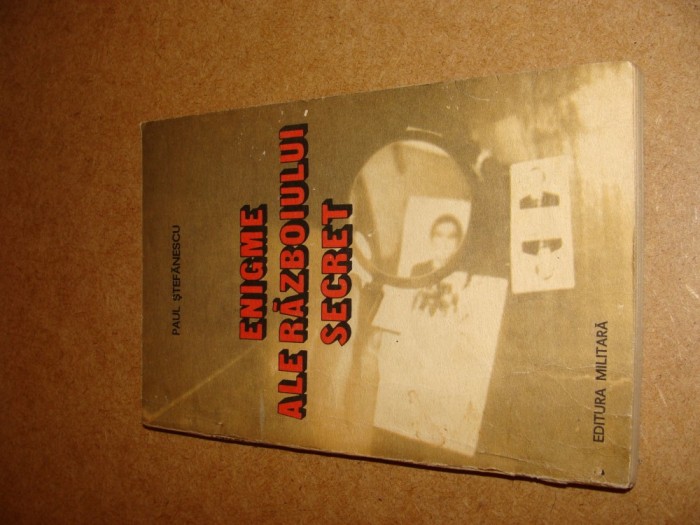 PAUL ȘTEFĂNESCU
ENIGME
ALE RĂZBOIULUI
SECRET
EDITURA MILITARĂ